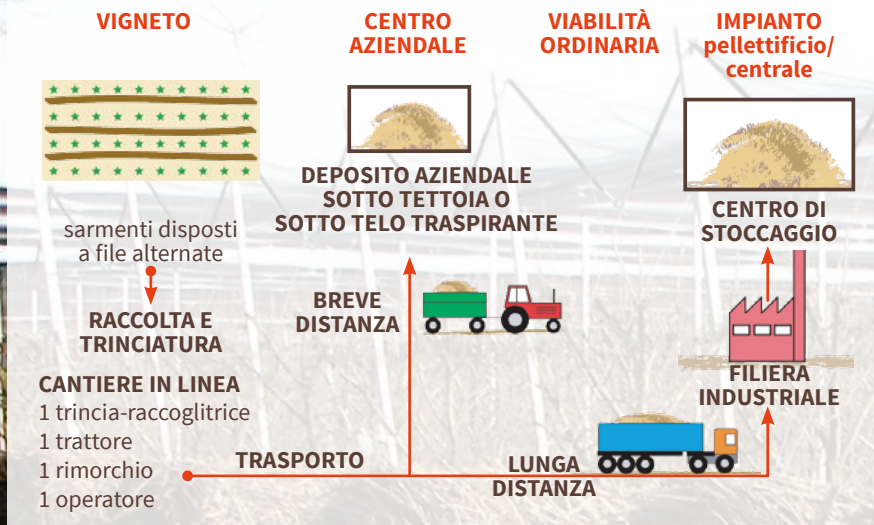 VIGNETO
CENTRO
AZIENDALE
VIABILITÀ
ORDINARIA
IMPIANTO
pellettificio/
centrale
sarmenti disposti
a file alternate
RACCOLTA E
TRINCIATURA
CANTIERE IN LINEA
1 trincia-raccoglitrice
1 trattore
1 rimorchio
1 operatore
TRASPORTO
DEPOSITO AZIENDALE
SOTTO TETTOIA O
SOTTO TELO TRASPIRANTE
BREVE
DISTANZA
LUNGA
DISTANZA
CENTRO DI
STOCCAGGIO
FILIERA
INDUSTRIALE